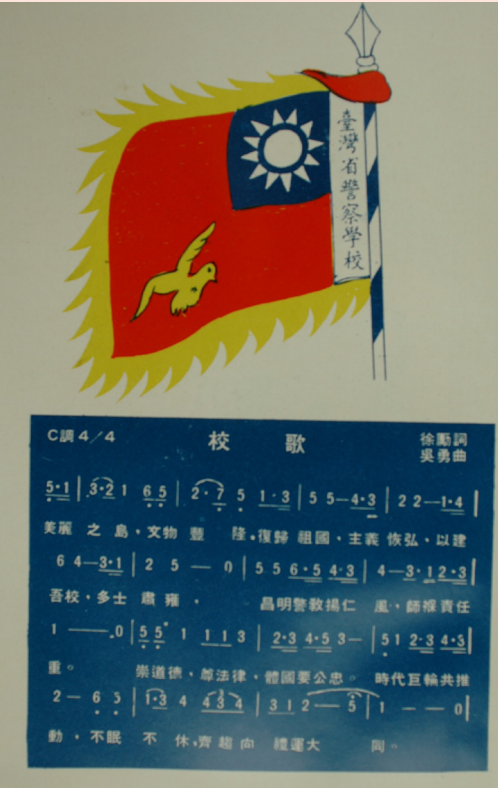 臺灣省警察學校
C調4/4
校歌
徐勵詞
吳勇曲
5·1 | 3·2 1 6 5 | 2·7 5 1·3 | 5 5—4·3 | 2 2—1·4 |
美麗之島，文物豐隆。復歸祖國，主義恢弘，以建
6 4—3·1 | 2 5 — 0 | 5 5 6·5 4·3 | 4—3·1 2·3 |
吾校，多士肅雍。昌明警教揚仁風，師褓責任
1 — ·0 | 5 5 1 1 1 3 | 2·3 4·5 3— | 5 1 2·3 4·3 |
重。崇道德，尊法律，體國要公忠。時代巨輪共推
2— 6 5 | 1·3 4 4 3 4 | 3 1 2— 5 | 1 — — 0 |
動，不眠不休，齊趨向禮運大同。